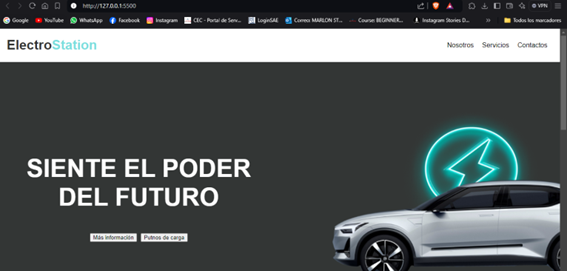 http://127.0.0.1:5500
VPN
Google YouTube WhatsApp Facebook Instagram CEC - Portal de Serv... LoginSAE Correo: MARLON ST... Course: BEGINNER... Instagram Stories D... » Todos los marcadores
ElectroStation Nosotros Servicios Contactos
SIENTE EL PODER
DEL FUTURO
Más información Putnos de carga